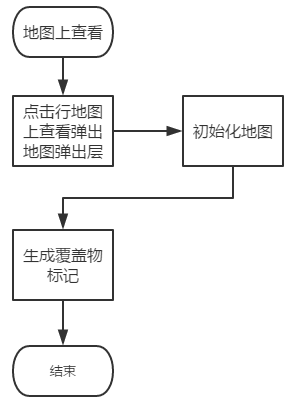 地图上查看
点击行地图
上查看弹出
地图弹出层
初始化地图
生成覆盖物
标记
结束